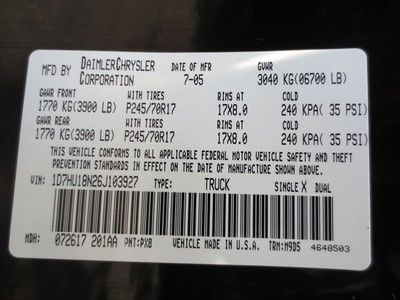 MFD BY DAIMLERCHRYSLER CORPORATION DATE OF MFR 7-05 GVWR 3040 KG(06700 LB)
GAWR FRONT WITH TIRES RIMS AT COLD
1770 KG(3900 LB) P245/70R17 17X8.0 240 KPA( 35 PSI)
GAWR REAR WITH TIRES RIMS AT COLD
1770 KG(3900 LB) P245/70R17 17X8.0 240 KPA( 35 PSI)
THIS VEHICLE CONFORMS TO ALL APPLICABLE FEDERAL MOTOR VEHICLE SAFETY AND THEFT
PREVENTION STANDARDS IN EFFECT ON THE DATE OF MANUFACTURE SHOWN ABOVE.
VIN: 1D7HU18N26J103927 TYPE: TRUCK SINGLE X DUAL
MDH: 072617 201AA PNT:PX8 VEHICLE MADE IN U.S.A. TRM:M9D5 4648503